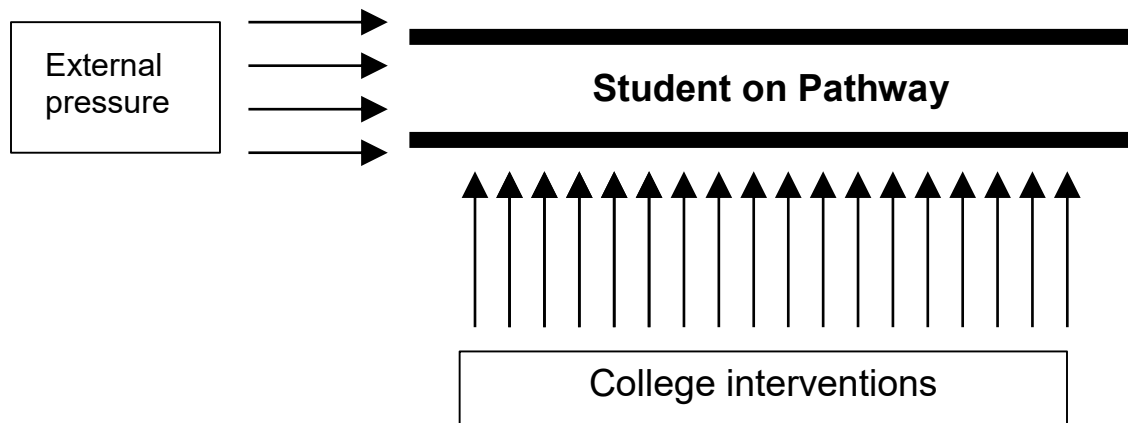 External
pressure
Student on Pathway
College interventions